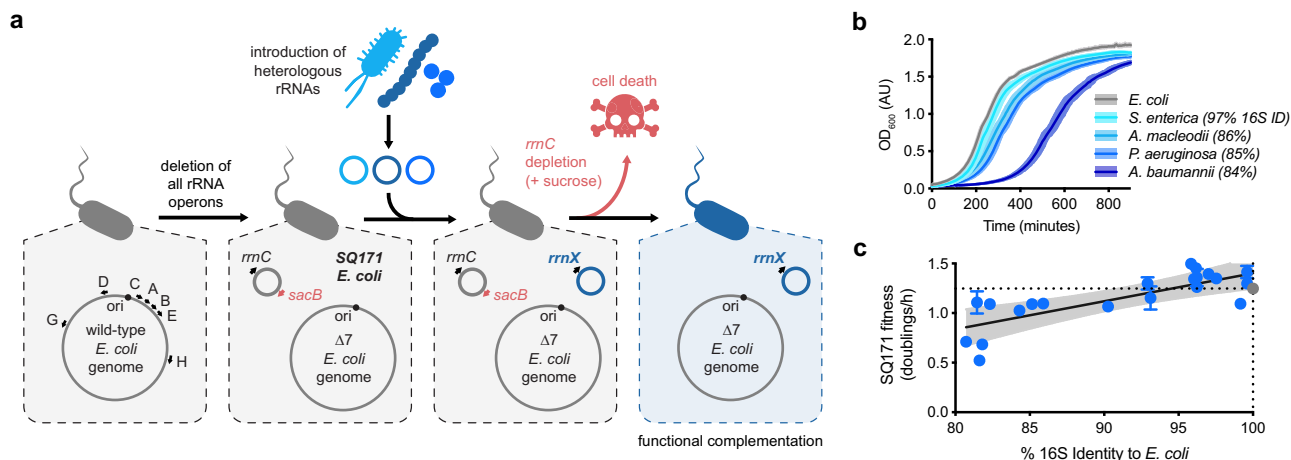 a
introduction of
heterologous
rRNAs
cell death
deletion of
all rRNA
operons
rrnC
depletion
(+ sucrose)
D
C
A
B
E
G
H
ori
wild-type
E. coli
genome
rrnC
sacB
SQ171
E. coli
ori
Δ7
E. coli
genome
rrnC
sacB
rrnX
ori
Δ7
E. coli
genome
rrnX
ori
Δ7
E. coli
genome
functional complementation
b
OD600 (AU)
2.0
1.5
1.0
0.5
0.0
0
200
400
600
800
Time (minutes)
E. coli
S. enterica (97% 16S ID)
A. macleodii (86%)
P. aeruginosa (85%)
A. baumannii (84%)
c
SQ171 fitness
(doublings/h)
1.5
1.0
0.5
0.0
80
85
90
95
100
% 16S Identity to E. coli